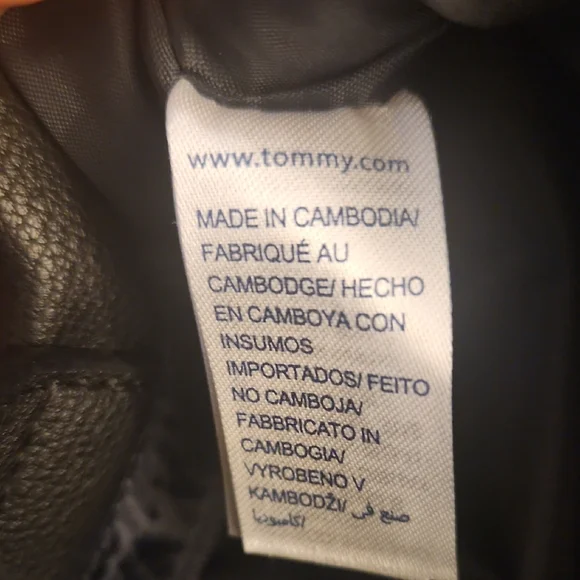 www.tommy.com
MADE IN CAMBODIA/
FABRIQUÉ AU
CAMBODGE/ HECHO
EN CAMBOYA CON
INSUMOS
IMPORTADOS/ FEITO
NO CAMBOJA/
FABBRICATO IN
CAMBOGIA/
VYROBENO V
KAMBODŽI/ صنع في
كامبوديا/